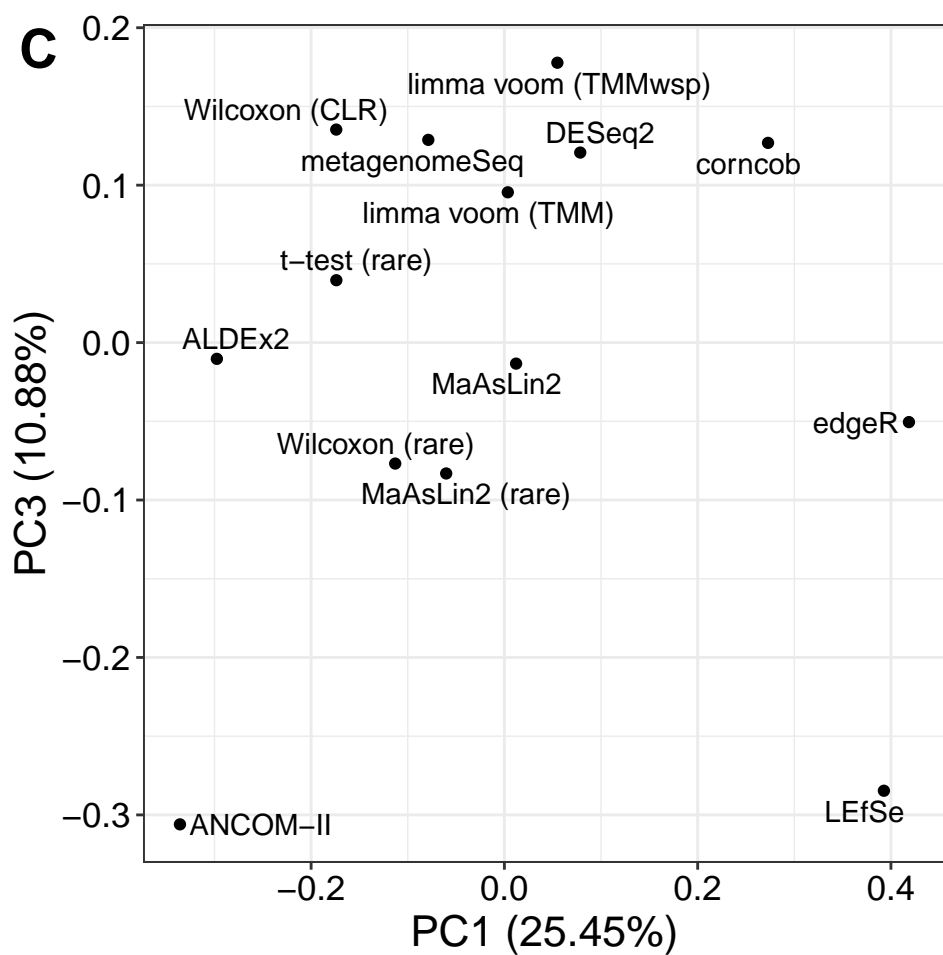 C
0.2
limma voom (TMMwsp)
Wilcoxon (CLR)
DESeq2
metagenomeSeq
corncob
0.1
limma voom (TMM)
t−test (rare)
ALDEx2
0.0
MaAsLin2
edgeR
Wilcoxon (rare)
MaAsLin2 (rare)
−0.1
PC3 (10.88%)
−0.2
−0.3
ANCOM−II
LEfSe
−0.2
0.0
0.2
0.4
PC1 (25.45%)